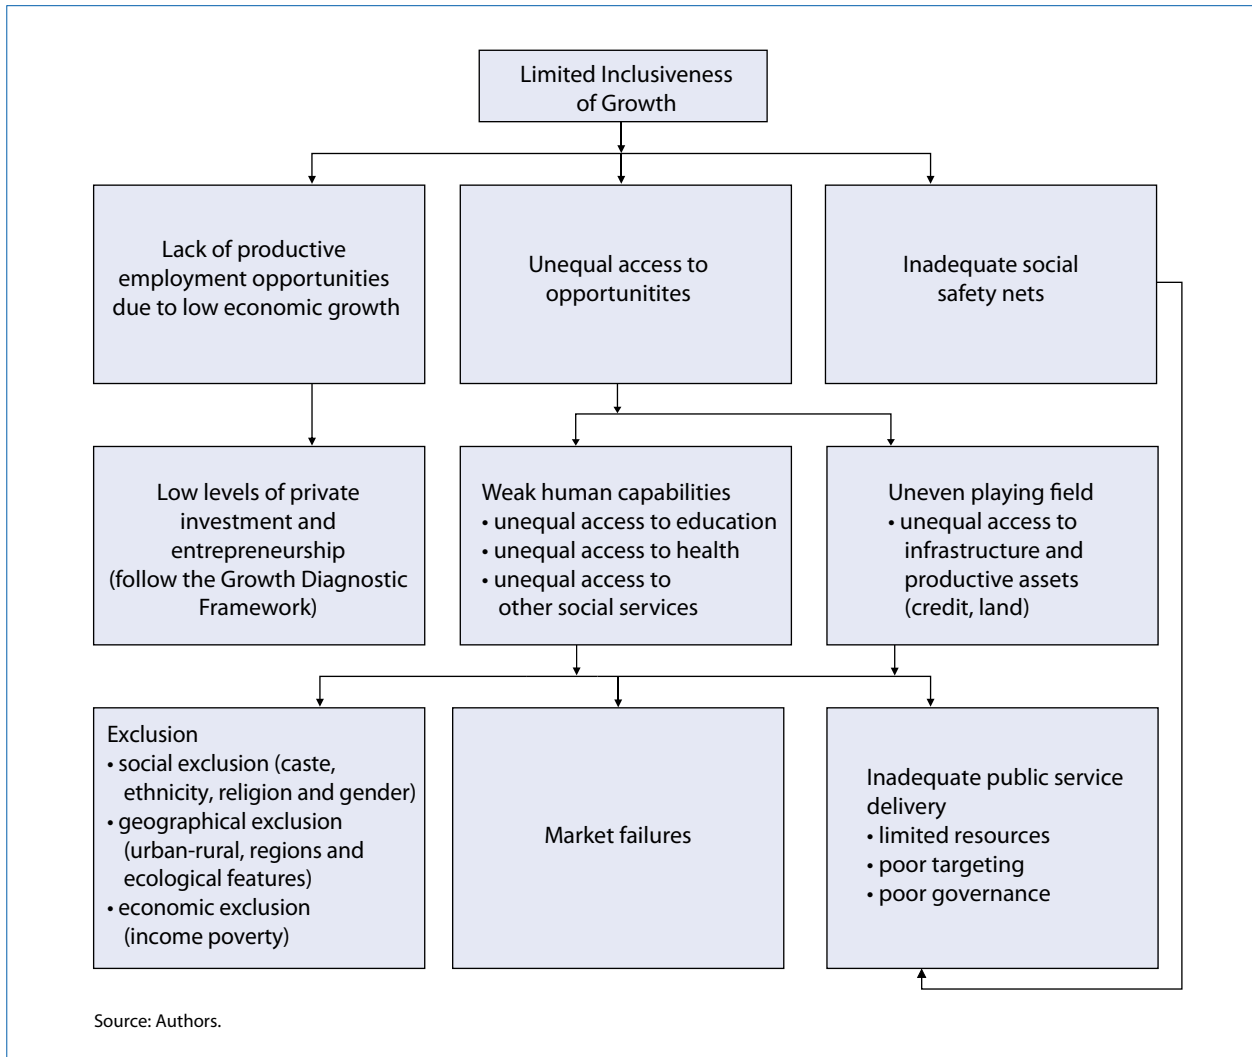 Limited Inclusiveness
of Growth
Lack of productive
employment opportunities
due to low economic growth
Unequal access to
opportunitites
Inadequate social
safety nets
Low levels of private
investment and
entrepreneurship
(follow the Growth Diagnostic
Framework)
Weak human capabilities
• unequal access to education
• unequal access to health
• unequal access to
other social services
Uneven playing field
• unequal access to
infrastructure and
productive assets
(credit, land)
Exclusion
• social exclusion (caste,
ethnicity, religion and gender)
• geographical exclusion
(urban-rural, regions and
ecological features)
• economic exclusion
(income poverty)
Market failures
Inadequate public service
delivery
• limited resources
• poor targeting
• poor governance
Source: Authors.